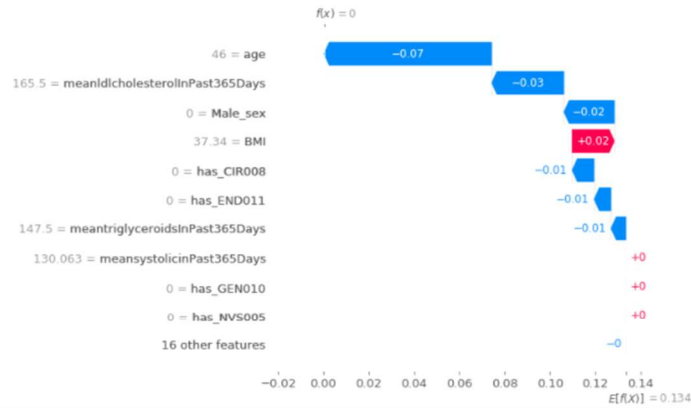 f(x) = 0
46 = age
−0.07
165.5 = meanldlcholesterolInPast365Days
−0.03
0 = Male_sex
−0.02
37.34 = BMI
+0.02
0 = has_CIR008
−0.01
0 = has_END011
−0.01
147.5 = meantriglyceroidsInPast365Days
−0.01
130.063 = meansystolicinPast365Days
+0
0 = has_GEN010
+0
0 = has_NVS005
+0
16 other features
−0
−0.02 0.00 0.02 0.04 0.06 0.08 0.10 0.12 0.14
E[f(X)] = 0.134